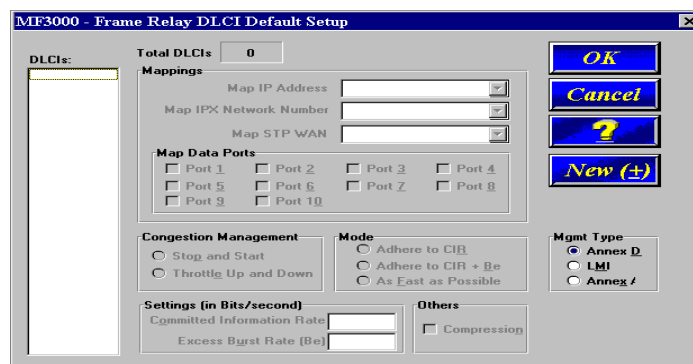 MF3000 - Frame Relay DLCI Default Setup
DLCIs:
Total DLCIs 0
Mappings
Map IP Address
Map IPX Network Number
Map STP WAN
Map Data Ports
Port 1 Port 2 Port 3 Port 4
Port 5 Port 6 Port 7 Port 8
Port 9 Port 10
OK
Cancel
?
New (+)
Congestion Management
Stop and Start
Throttle Up and Down
Mode
Adhere to CIR
Adhere to CIR + Be
As Fast as Possible
Mgmt Type
Annex D
LMI
Annex
Settings (in Bits/second)
Committed Information Rate
Excess Burst Rate (Be)
Others
Compression